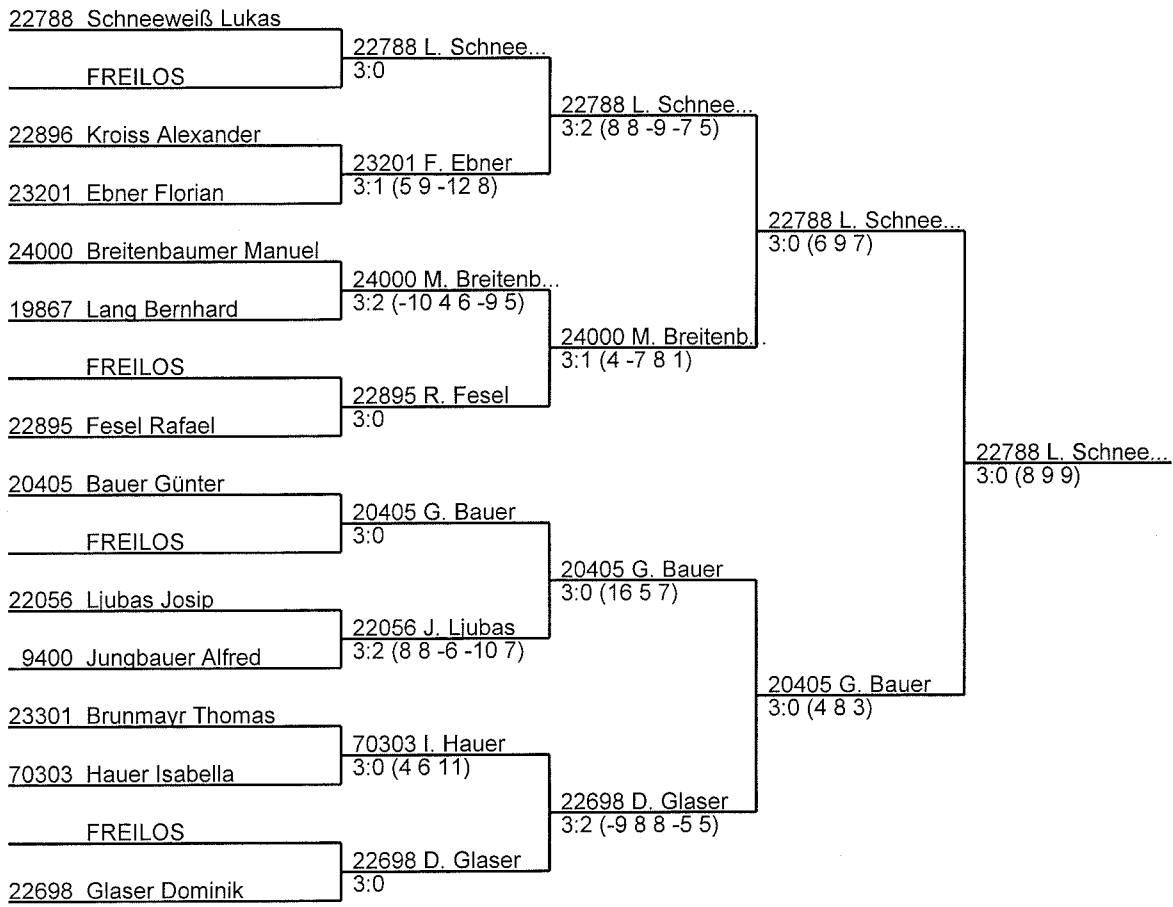 22788 Schneeweiß Lukas
FREILOS
22896 Kroiss Alexander
23201 Ebner Florian
24000 Breitenbaumer Manuel
19867 Lang Bernhard
FREILOS
22895 Fesel Rafael
20405 Bauer Günter
FREILOS
22056 Ljubas Josip
9400 Jungbauer Alfred
23301 Brunmayr Thomas
70303 Hauer Isabella
FREILOS
22698 Glaser Dominik
22788 L. Schnee...
3:0
23201 F. Ebner
3:1 (5 9 -12 8)
24000 M. Breitenb...
3:2 (-10 4 6 -9 5)
22895 R. Fesel
3:0
20405 G. Bauer
3:0
22056 J. Ljubas
3:2 (8 8 -6 -10 7)
70303 I. Hauer
3:0 (4 6 11)
22698 D. Glaser
3:0
22788 L. Schnee...
3:2 (8 8 -9 -7 5)
24000 M. Breitenb...
3:1 (4 -7 8 1)
20405 G. Bauer
3:0 (16 5 7)
22698 D. Glaser
3:2 (-9 8 8 -5 5)
22788 L. Schnee...
3:0 (6 9 7)
20405 G. Bauer
3:0 (4 8 3)
22788 L. Schnee...
3:0 (8 9 9)